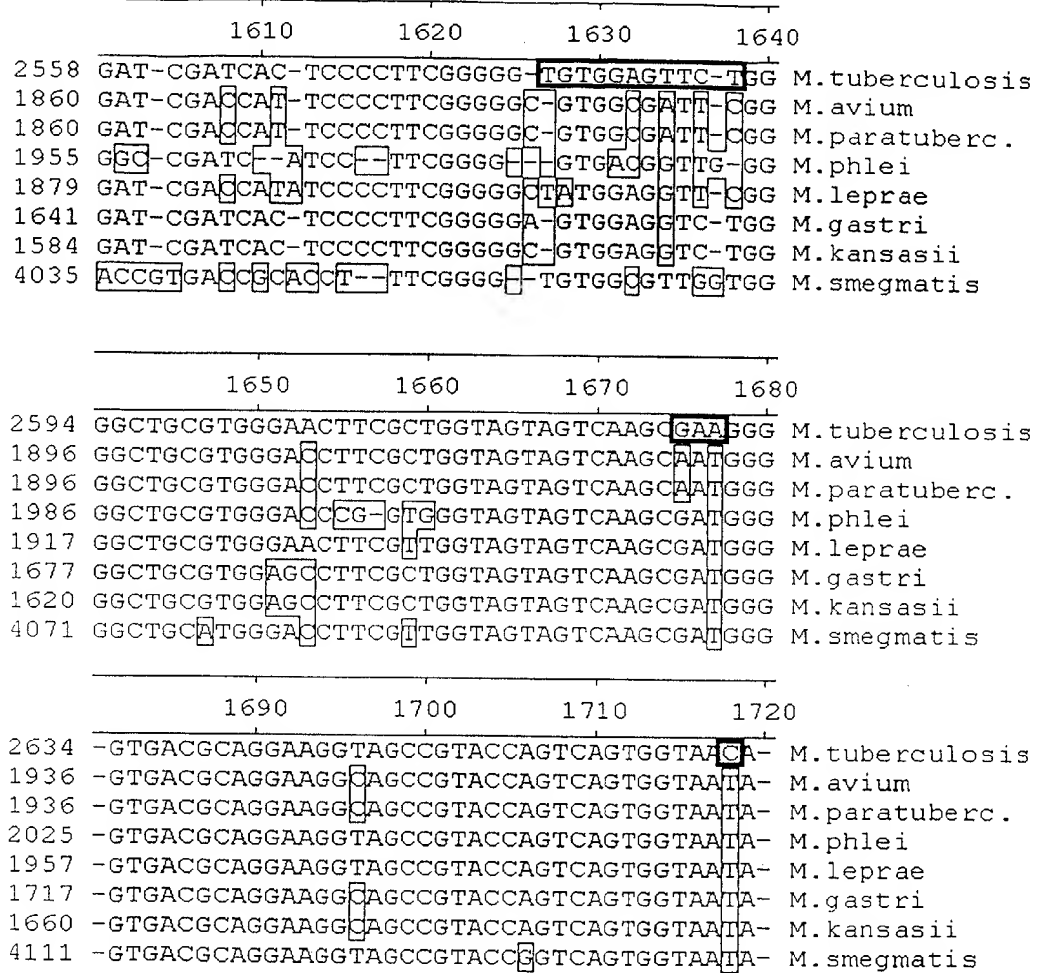 1610 1620 1630 1640
2558 GAT-CGATCAC-TCCCCTTCGGGGG-TGTGGAGTTC-TGG M.tuberculosis
1860 GAT-CGACCAT-TCCCCTTCGGGGGC-GTGGCGATT-CGG M.avium
1860 GAT-CGACCAT-TCCCCTTCGGGGGC-GTGGCGATT-CGG M.paratuberc.
1955 GGC-CGATC--ATCC--TTCGGGG---GTGACGGTTG-GG M.phlei
1879 GAT-CGACCATATCCCCTTCGGGGGCTATGGAGGTT-CGG M.leprae
1641 GAT-CGATCAC-TCCCCTTCGGGGGA-GTGGAGGTC-TGG M.gastri
1584 GAT-CGATCAC-TCCCCTTCGGGGGC-GTGGAGGTC-TGG M.kansasii
4035 ACCGTGACCGCACCT--TTCGGGG--TGTGGCGTTGGTGG M.smegmatis
1650 1660 1670 1680
2594 GGCTGCGTGGGAACTTCGCTGGTAGTAGTCAAGCGAAGGG M.tuberculosis
1896 GGCTGCGTGGGACCTTCGCTGGTAGTAGTCAAGCAATGGG M.avium
1896 GGCTGCGTGGGACCTTCGCTGGTAGTAGTCAAGCAATGGG M.paratuberc.
1986 GGCTGCGTGGGACCCG-GTGGGTAGTAGTCAAGCGATGGG M.phlei
1917 GGCTGCGTGGGAACTTCGTTGGTAGTAGTCAAGCGATGGG M.leprae
1677 GGCTGCGTGGAGCCTTCGCTGGTAGTAGTCAAGCGATGGG M.gastri
1620 GGCTGCGTGGAGCCTTCGCTGGTAGTAGTCAAGCGATGGG M.kansasii
4071 GGCTGCATGGGACCTTCGTTGGTAGTAGTCAAGCGATGGG M.smegmatis
1690 1700 1710 1720
2634 -GTGACGCAGGAAGGTAGCCGTACCAGTCAGTGGTAACA- M.tuberculosis
1936 -GTGACGCAGGAAGGCAGCCGTACCAGTCAGTGGTAATA- M.avium
1936 -GTGACGCAGGAAGGCAGCCGTACCAGTCAGTGGTAATA- M.paratuberc.
2025 -GTGACGCAGGAAGGTAGCCGTACCAGTCAGTGGTAATA- M.phlei
1957 -GTGACGCAGGAAGGTAGCCGTACCAGTCAGTGGTAATA- M.leprae
1717 -GTGACGCAGGAAGGCAGCCGTACCAGTCAGTGGTAATA- M.gastri
1660 -GTGACGCAGGAAGGCAGCCGTACCAGTCAGTGGTAATA- M.kansasii
4111 -GTGACGCAGGAAGGTAGCCGTACCGGTCAGTGGTAATA- M.smegmatis